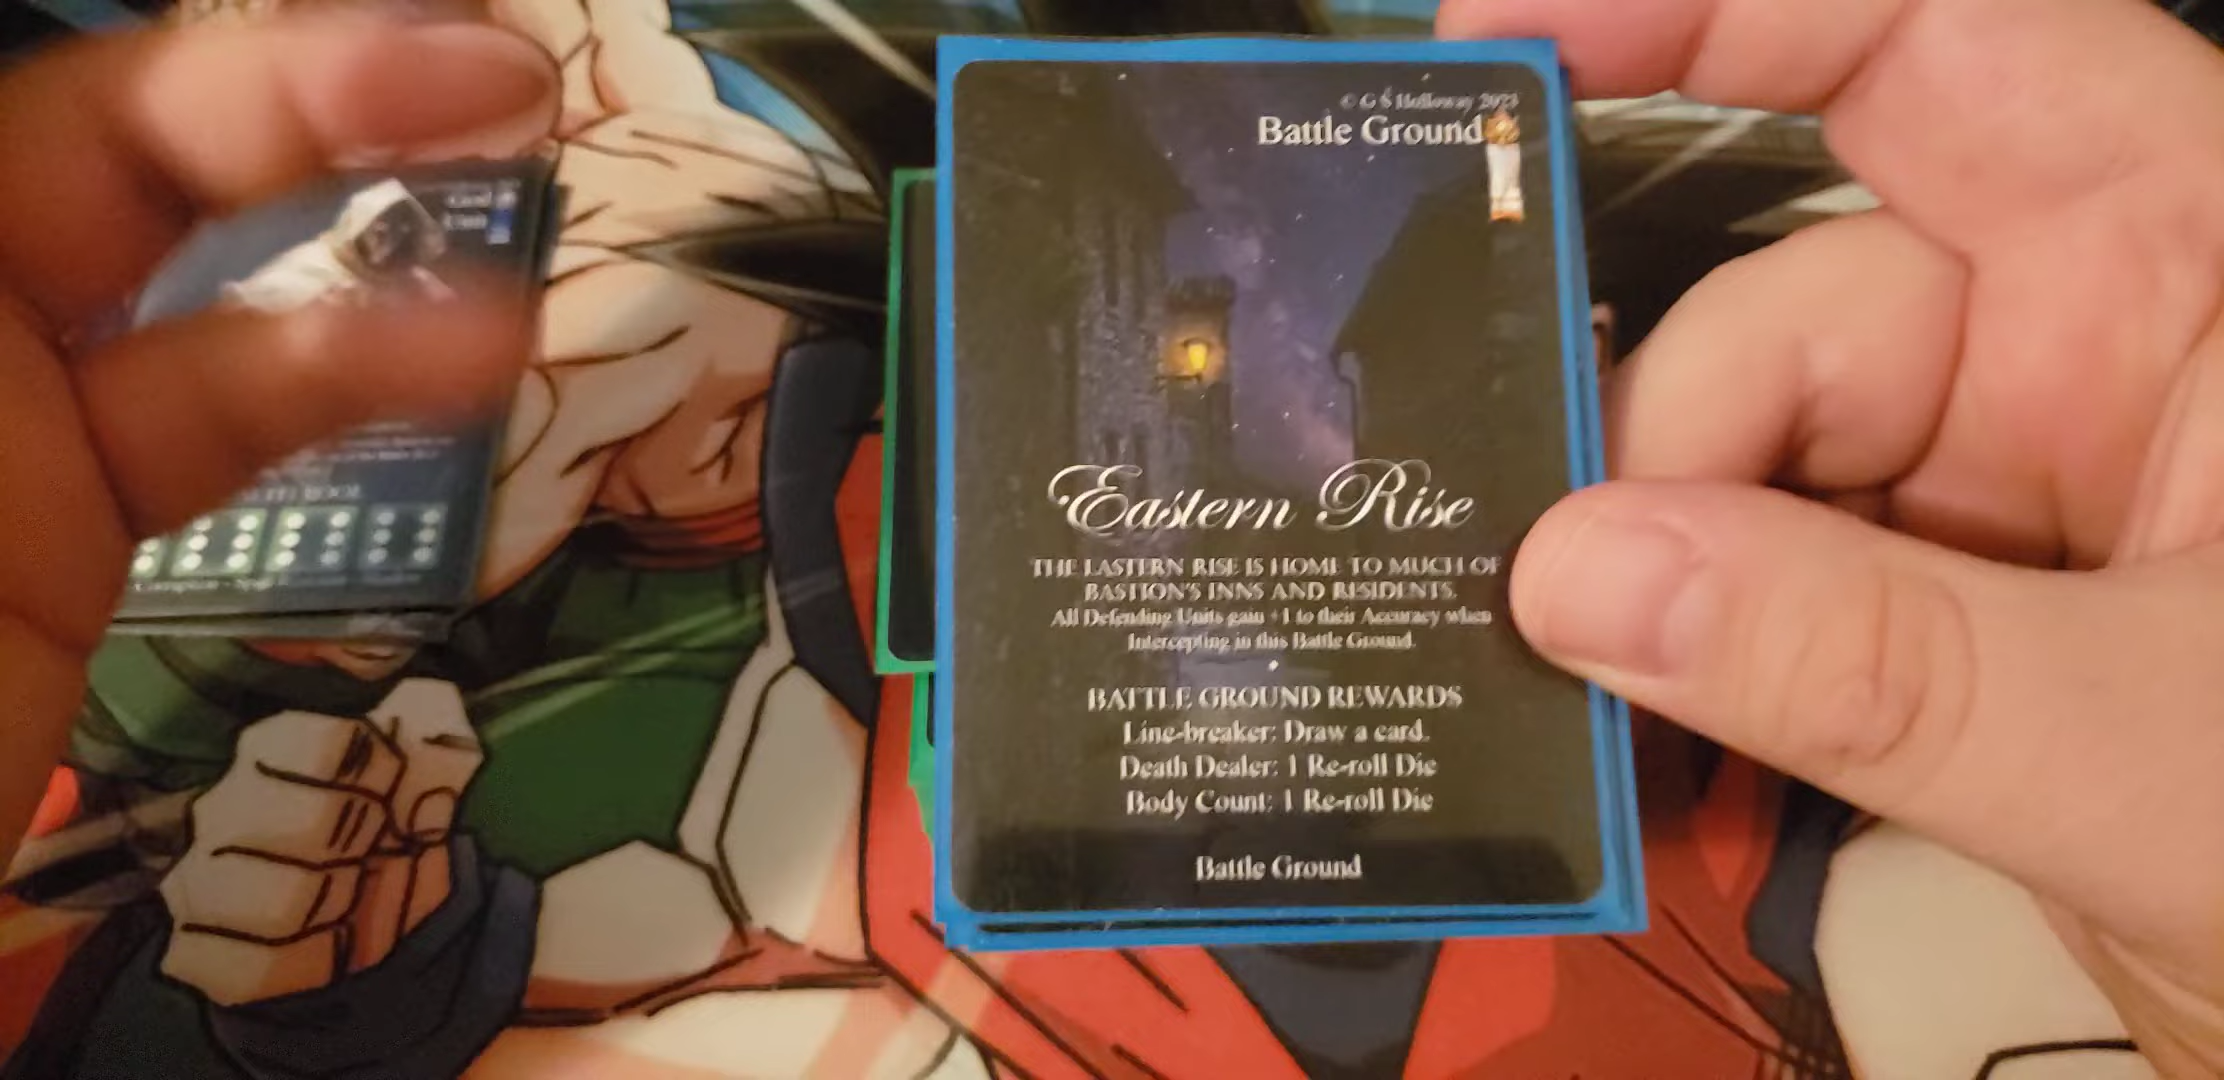 © G S Holloway 2023
Battle Ground
Eastern Rise
THE EASTERN RISE IS HOME TO MUCH OF
BASTION'S INNS AND RESIDENTS.
All Defending Units gain +1 to their Accuracy when
Intercepting in this Battle Ground.
BATTLE GROUND REWARDS
Line-breaker: Draw a card.
Death Dealer: 1 Re-roll Die
Body Count: 1 Re-roll Die
Battle Ground
Unit